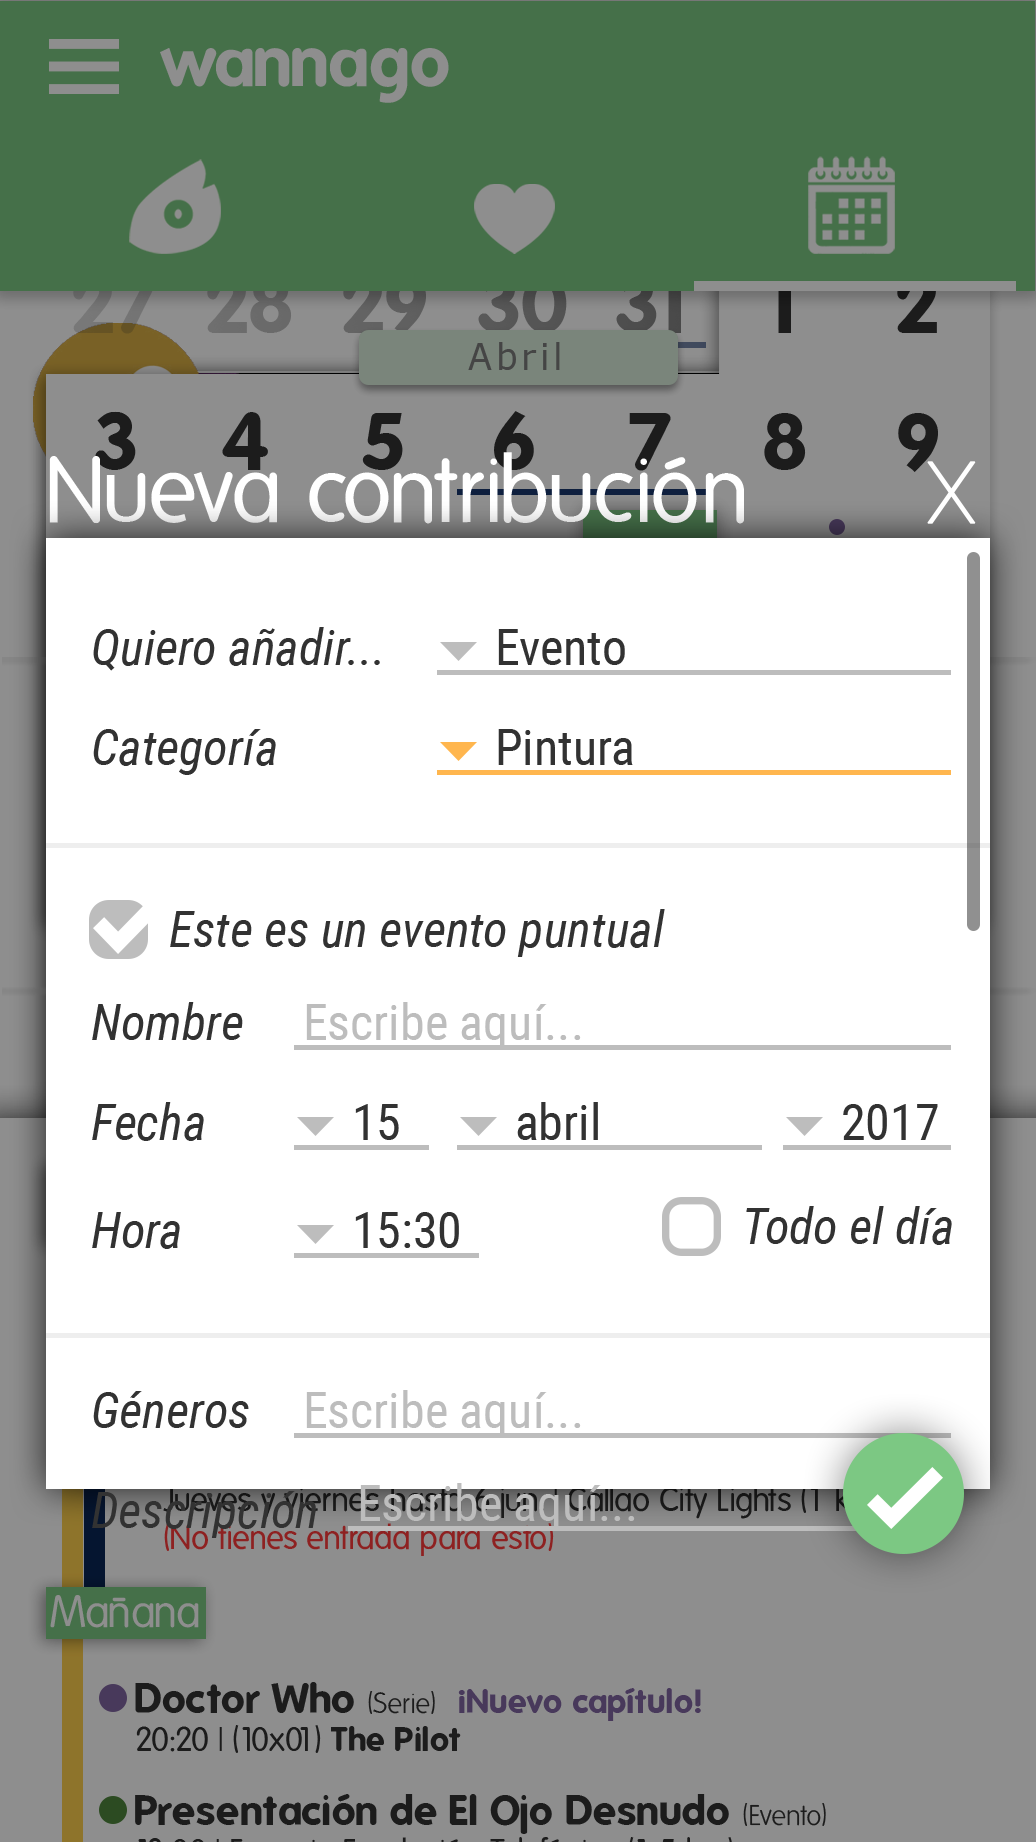 wannago
27 28 29 30 31 1 2
Abril
3 4 5 6 7 8 9
Nueva contribución X
Quiero añadir... Evento
Categoría Pintura
Este es un evento puntual
Nombre Escribe aquí...
Fecha 15 abril 2017
Hora 15:30 Todo el día
Géneros Escribe aquí...
Descripción Escribe aquí...
Jueves y viernes hasta 6 jun | Callao City Lights (1 k
(No tienes entrada para esto)
Mañana
Doctor Who (Serie) ¡Nuevo capítulo!
20:20 | (10x01) The Pilot
Presentación de El Ojo Desnudo (Evento)